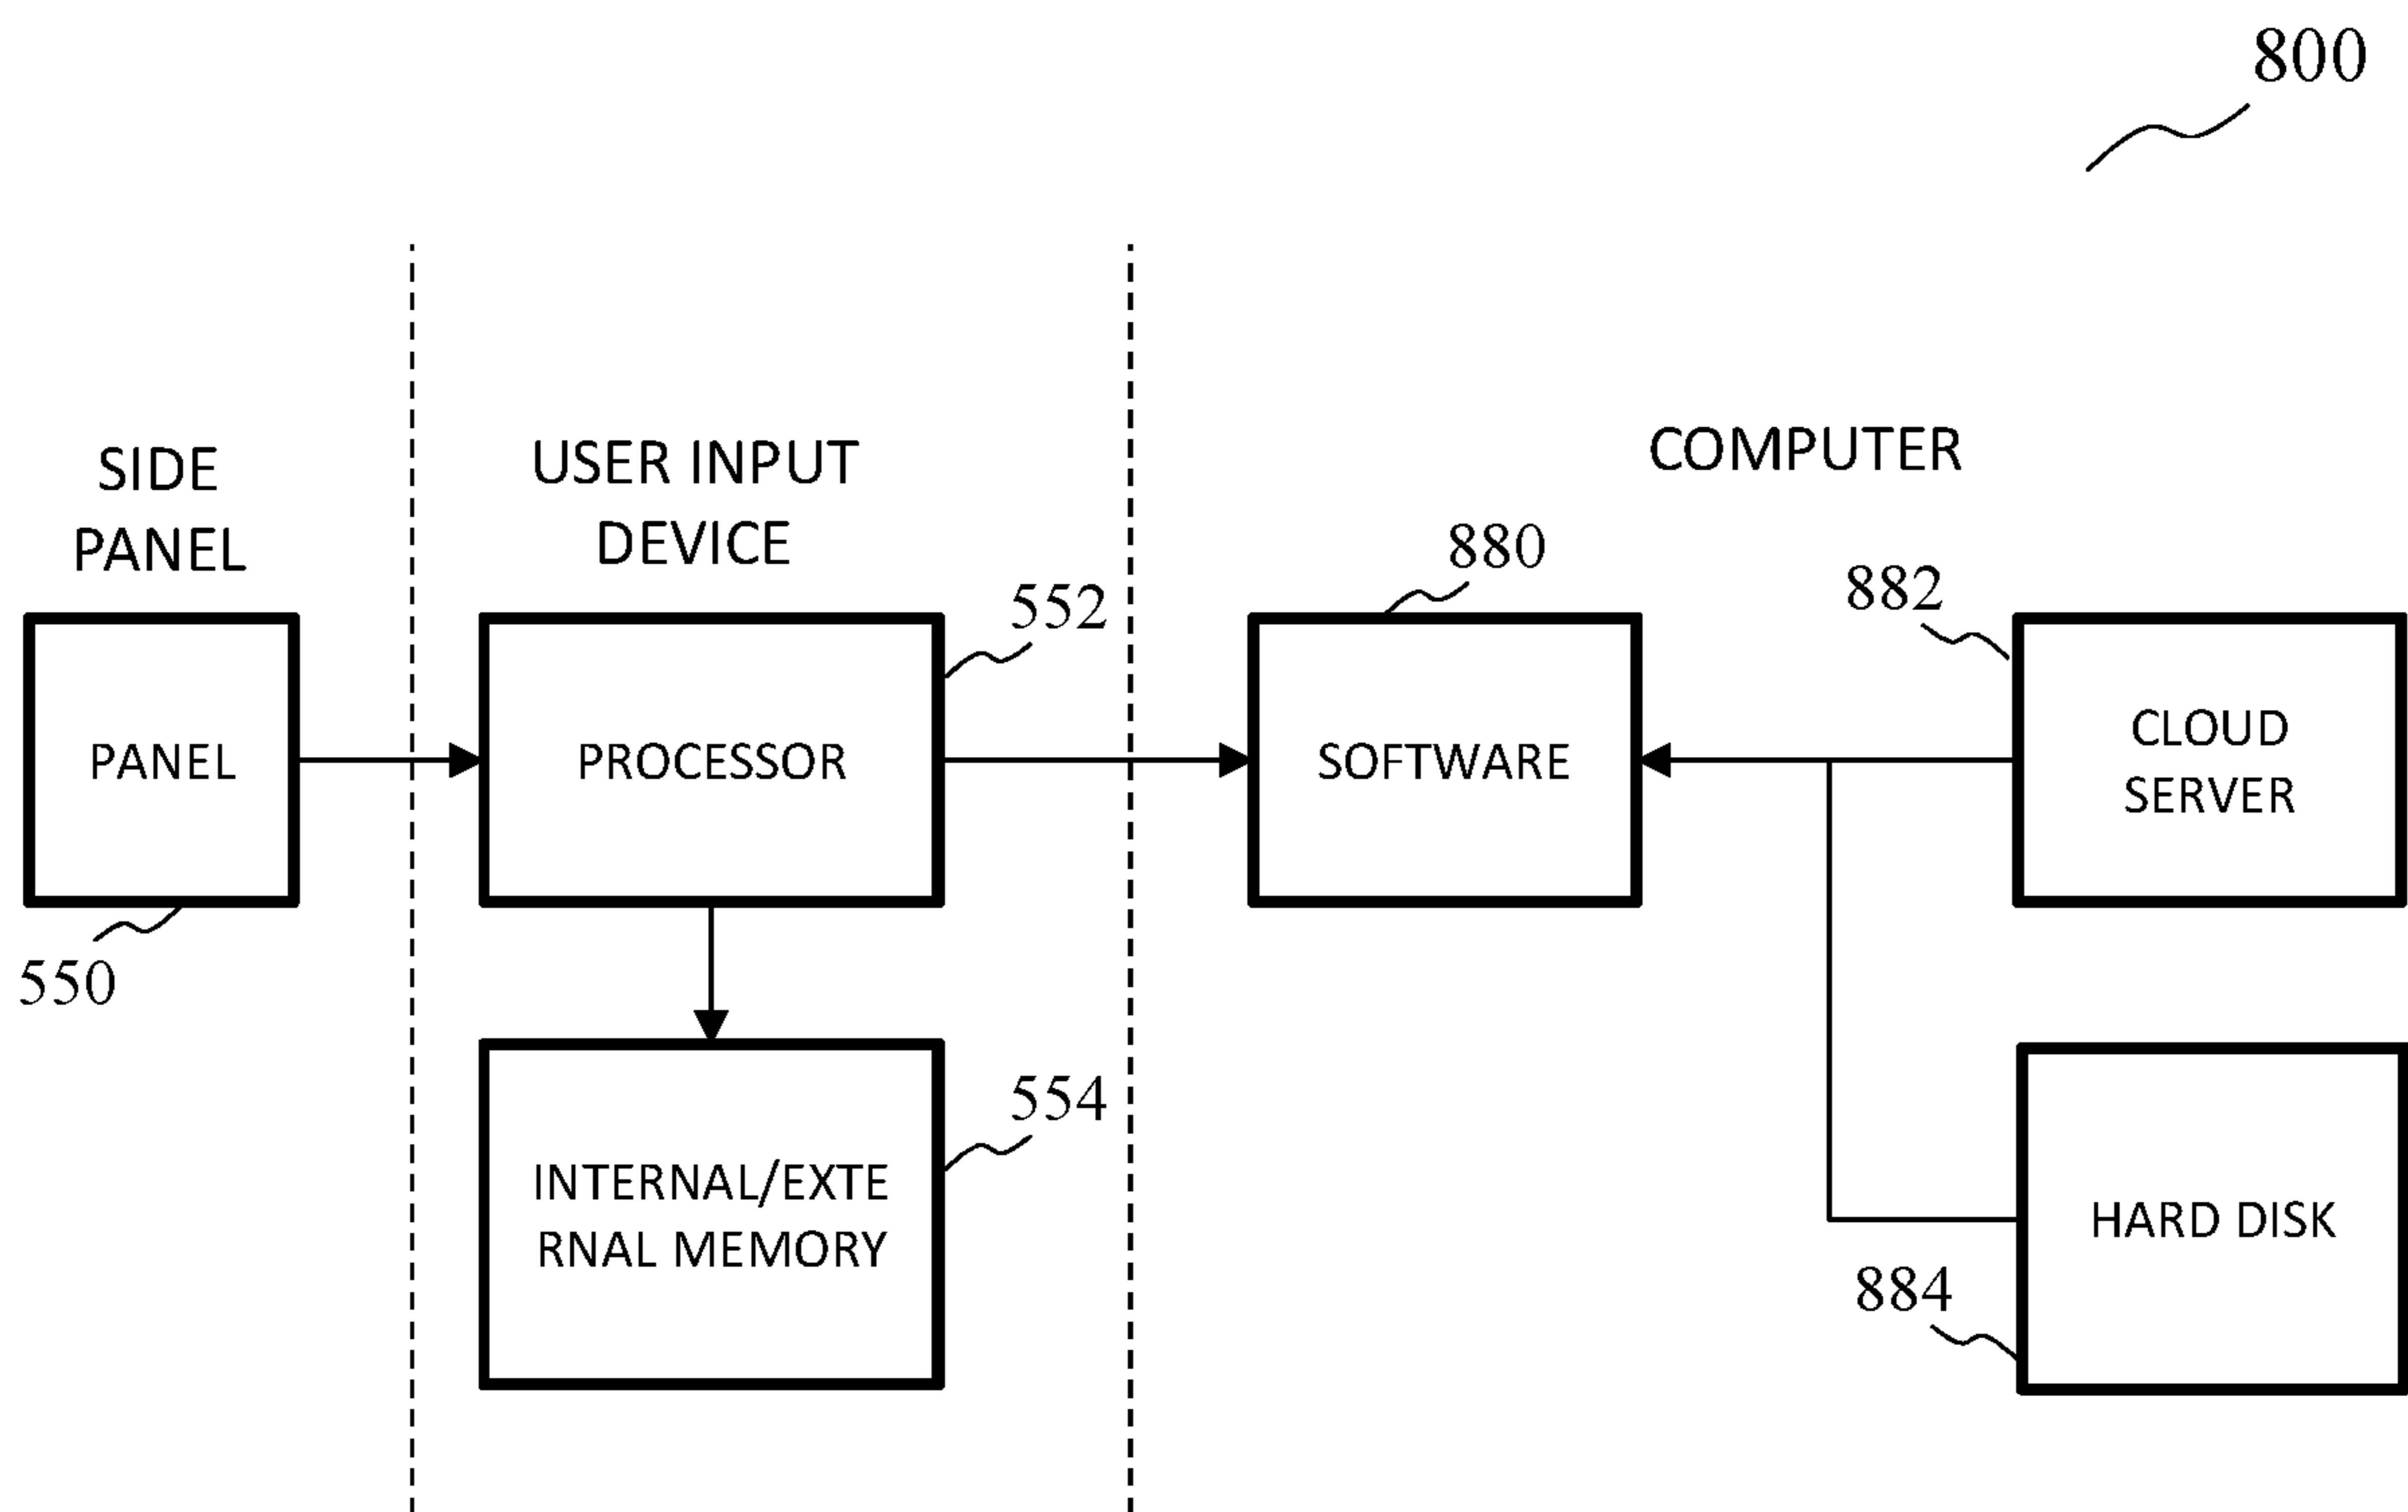 800
SIDE
PANEL
USER INPUT
DEVICE
COMPUTER
550
PANEL
552
PROCESSOR
880
SOFTWARE
882
CLOUD
SERVER
554
INTERNAL/EXTE
RNAL MEMORY
884
HARD DISK